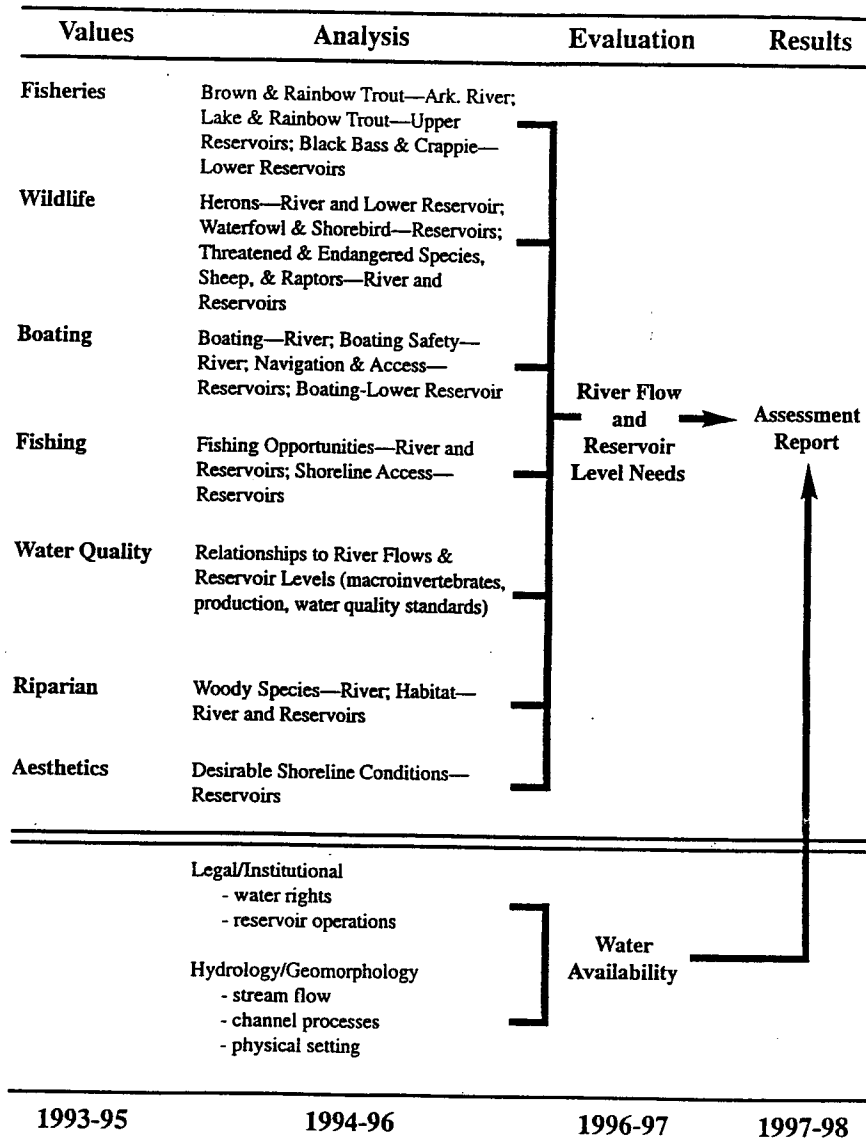 Values Analysis Evaluation Results
Fisheries
Brown & Rainbow Trout—Ark. River;
Lake & Rainbow Trout—Upper
Reservoirs; Black Bass & Crappie—
Lower Reservoirs
Wildlife
Herons—River and Lower Reservoir;
Waterfowl & Shorebird—Reservoirs;
Threatened & Endangered Species,
Sheep, & Raptors—River and
Reservoirs
Boating
Boating—River; Boating Safety—
River; Navigation & Access—
Reservoirs; Boating-Lower Reservoir
Fishing
Fishing Opportunities—River and
Reservoirs; Shoreline Access—
Reservoirs
Water Quality
Relationships to River Flows &
Reservoir Levels (macroinvertebrates,
production, water quality standards)
Riparian
Woody Species—River; Habitat—
River and Reservoirs
Aesthetics
Desirable Shoreline Conditions—
Reservoirs
River Flow
and
Reservoir
Level Needs
Assessment
Report
Legal/Institutional
- water rights
- reservoir operations
Hydrology/Geomorphology
- stream flow
- channel processes
- physical setting
Water
Availability
1993-95 1994-96 1996-97 1997-98